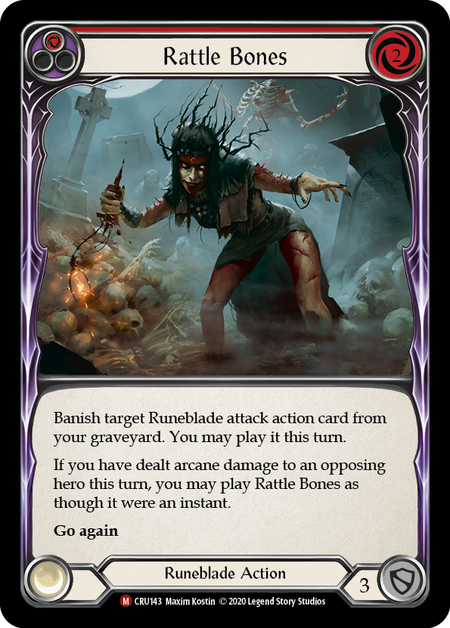 Rattle Bones
2
Banish target Runeblade attack action card from
your graveyard. You may play it this turn.
If you have dealt arcane damage to an opposing
hero this turn, you may play Rattle Bones as
though it were an instant.
Go again
Runeblade Action
3
M CRU143 Maxim Kostin © 2020 Legend Story Studios